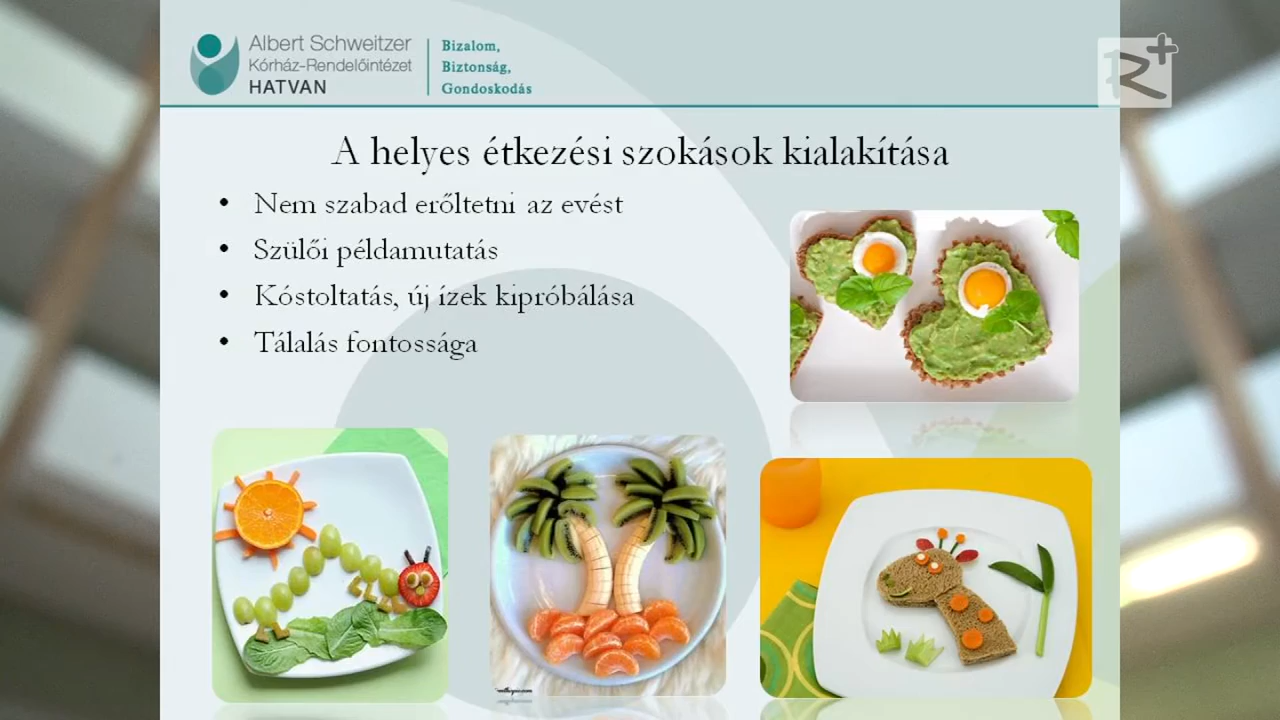 Albert Schweitzer
Kórház-Rendelőintézet
HATVAN
Bizalom,
Biztonság,
Gondoskodás
R+
A helyes étkezési szokások kialakítása
• Nem szabad erőltetni az evést
• Szülői példamutatás
• Kóstoltatás, új ízek kipróbálása
• Tálalás fontossága